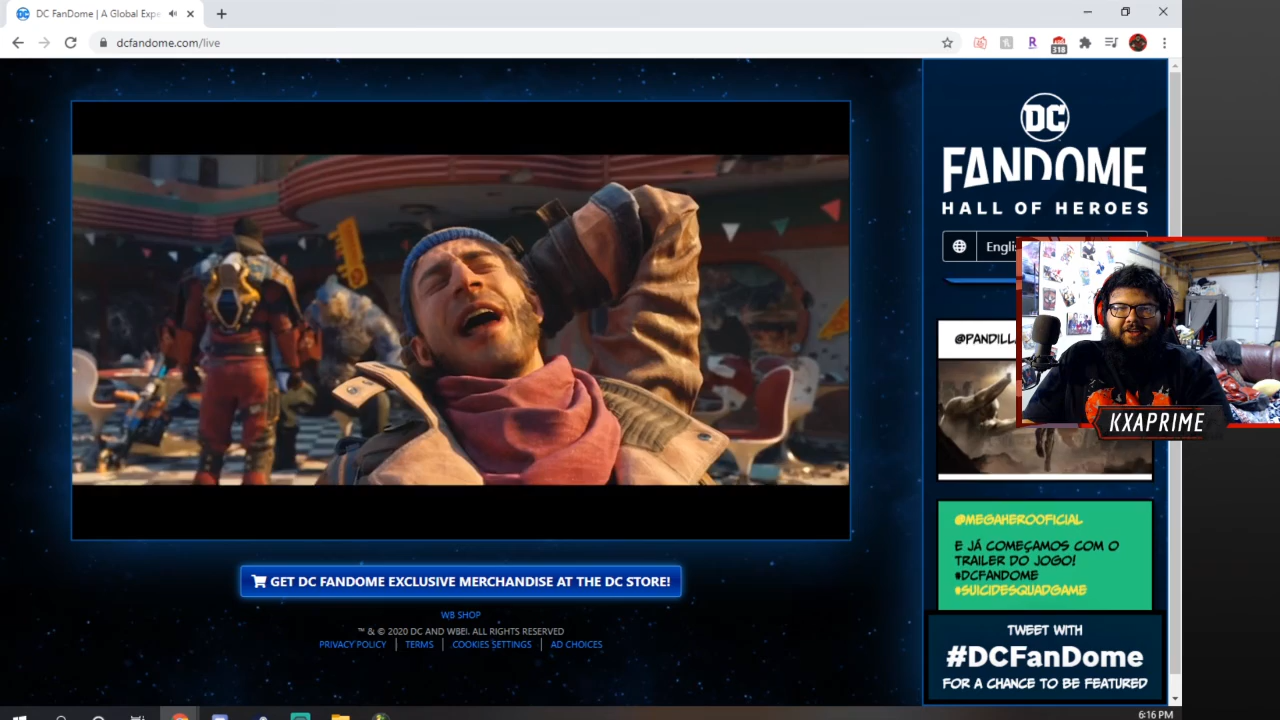 DC FanDome | A Global Expe
dcfandome.com/live
R
318
DC
FANDOME
HALL OF HEROES
Englis
@PANDILL
KXAPRIME
@MEGAHEROOFICIAL
E JÁ COMEÇAMOS COM O
TRAILER DO JOGO!
#DCFANDOME
#SUICIDESQUADGAME
GET DC FANDOME EXCLUSIVE MERCHANDISE AT THE DC STORE!
WB SHOP
™ & © 2020 DC AND WBEI. ALL RIGHTS RESERVED
PRIVACY POLICY | TERMS | COOKIES SETTINGS | AD CHOICES
TWEET WITH
#DCFanDome
FOR A CHANCE TO BE FEATURED
6:16 PM